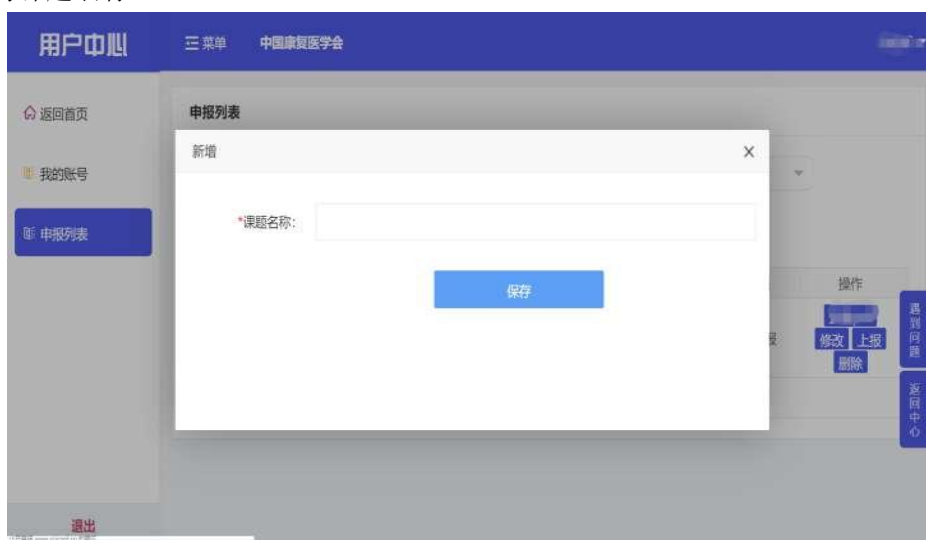 用户中心
菜单 中国康复医学会
返回首页
我的账号
申报列表
申报列表
新增
X
*课题名称:
保存
操作
修改 上报
删除
遇到问题
返回中心
退出